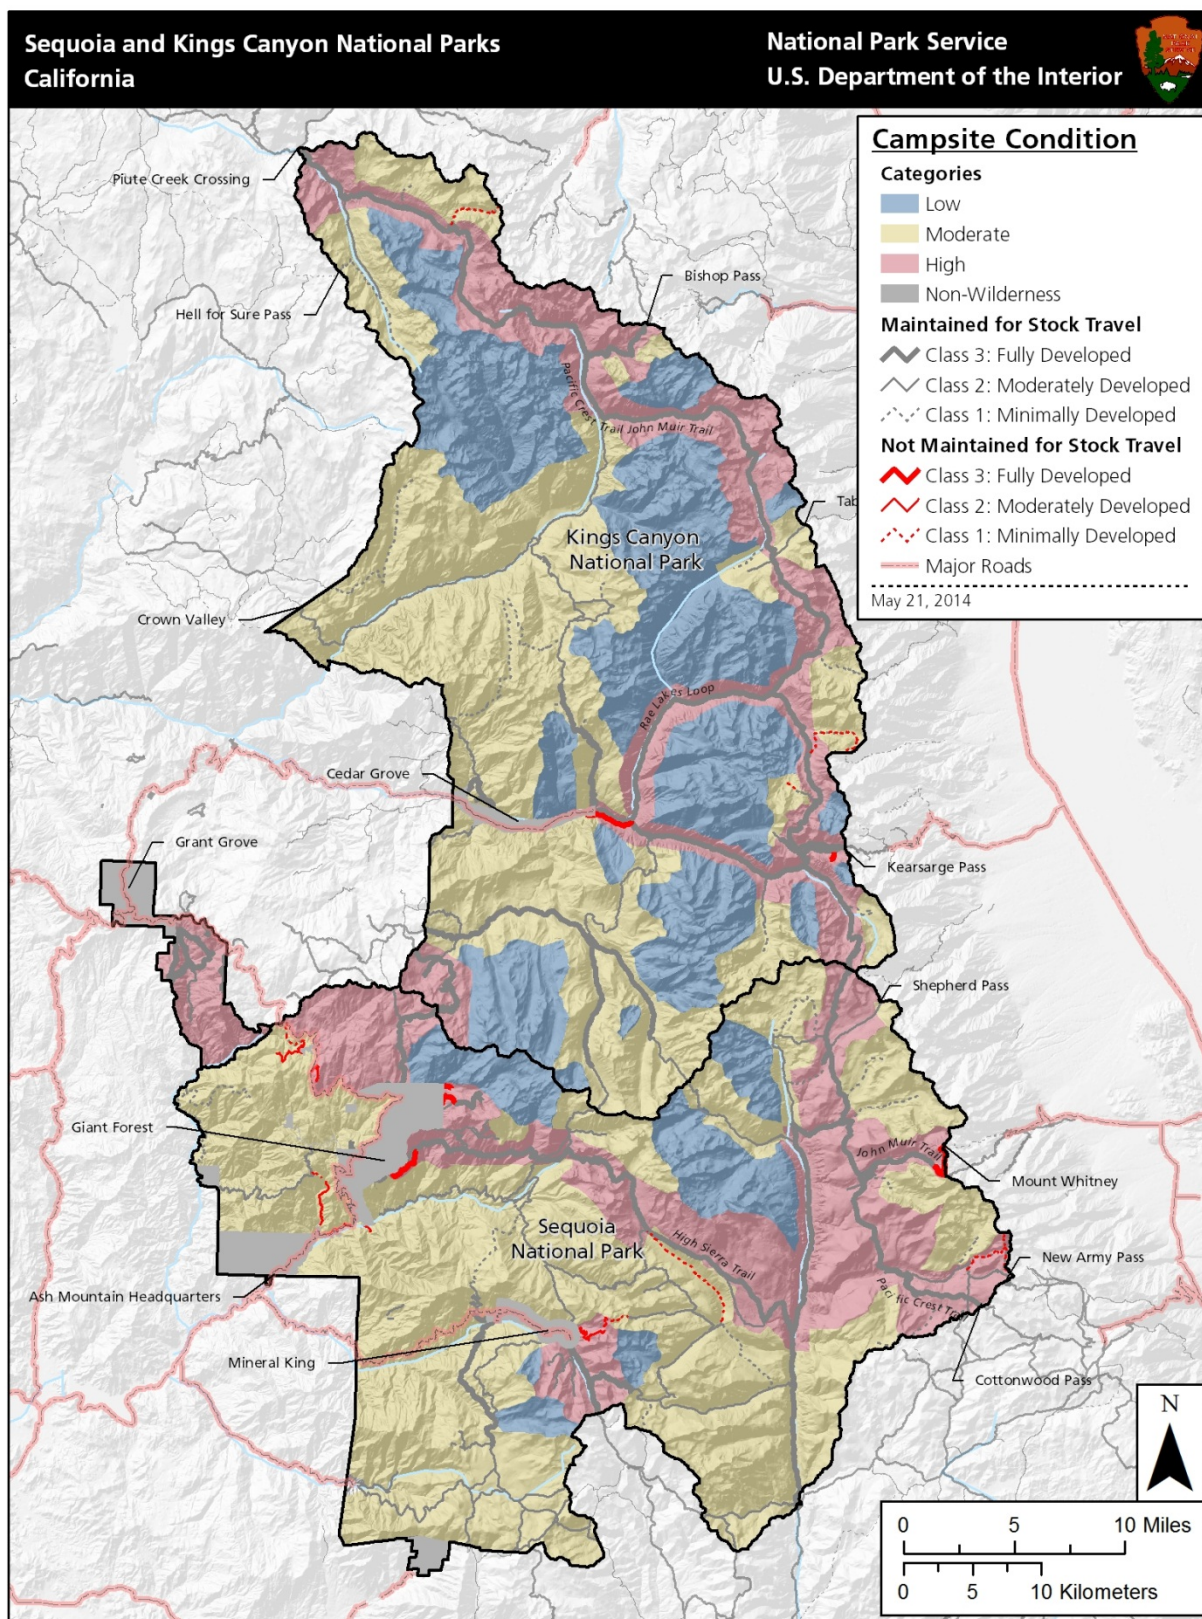 Sequoia and Kings Canyon National Parks
California
National Park Service
U.S. Department of the Interior
Campsite Condition
Categories
Low
Moderate
High
Non-Wilderness
Maintained for Stock Travel
Class 3: Fully Developed
Class 2: Moderately Developed
Class 1: Minimally Developed
Not Maintained for Stock Travel
Class 3: Fully Developed
Class 2: Moderately Developed
Class 1: Minimally Developed
Major Roads
May 21, 2014
Piute Creek Crossing
Bishop Pass
Hell for Sure Pass
Pacific Crest Trail
John Muir Trail
Tab
Kings Canyon
National Park
Crown Valley
Rae Lakes Loop
Cedar Grove
Grant Grove
Kearsarge Pass
Shepherd Pass
Giant Forest
John Muir Trail
Mount Whitney
Sequoia
National Park
High Sierra Trail
New Army Pass
Ash Mountain Headquarters
Pacific Crest Tr
Mineral King
Cottonwood Pass
N
0 5 10 Miles
0 5 10 Kilometers